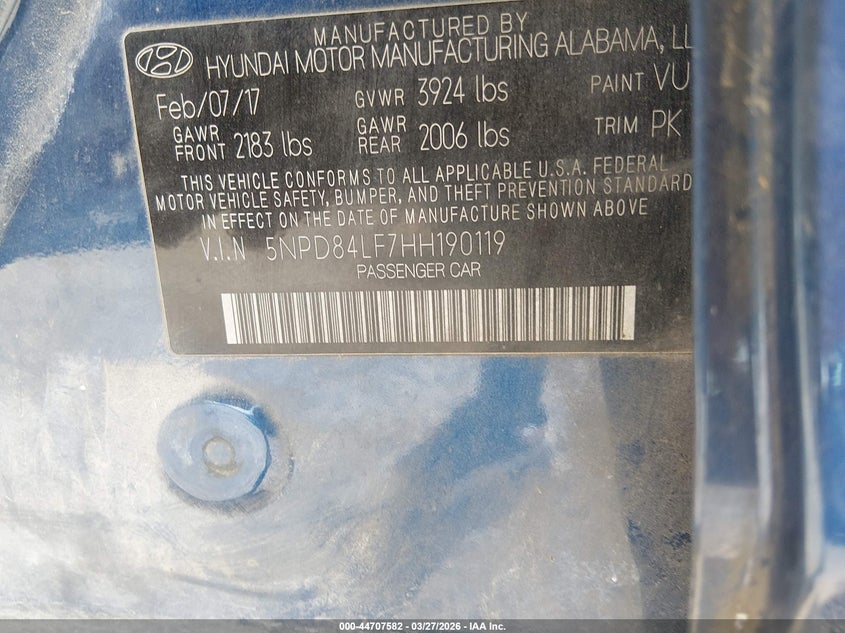 MANUFACTURED BY
HYUNDAI MOTOR MANUFACTURING ALABAMA, LL
Feb/07/17 GVWR 3924 lbs PAINT VU
GAWR FRONT 2183 lbs GAWR REAR 2006 lbs TRIM PK
THIS VEHICLE CONFORMS TO ALL APPLICABLE U.S.A. FEDERAL
MOTOR VEHICLE SAFETY, BUMPER, AND THEFT PREVENTION STANDARD
IN EFFECT ON THE DATE OF MANUFACTURE SHOWN ABOVE
V.I.N 5NPD84LF7HH190119
PASSENGER CAR
000-44707582 — 03/27/2026 — IAA Inc.